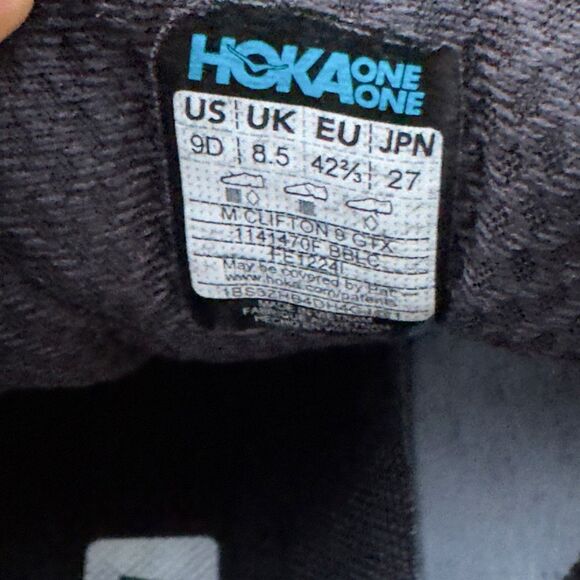 HOKA ONE ONE
US UK EU JPN
9D 8.5 42⅔ 27
M CLIFTON 9 GTX
1141470F BBLC
May be covered by Pat.
www.hoka.com/patents